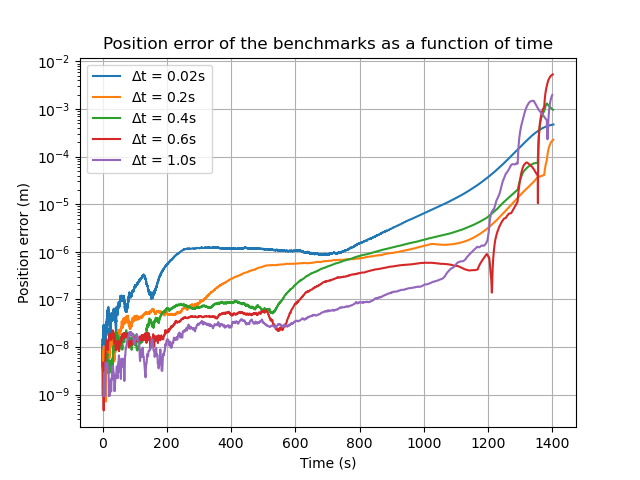 Position error of the benchmarks as a function of time
Δt = 0.02s
Δt = 0.2s
Δt = 0.4s
Δt = 0.6s
Δt = 1.0s
Position error (m)
10⁻²
10⁻³
10⁻⁴
10⁻⁵
10⁻⁶
10⁻⁷
10⁻⁸
10⁻⁹
0 200 400 600 800 1000 1200 1400
Time (s)